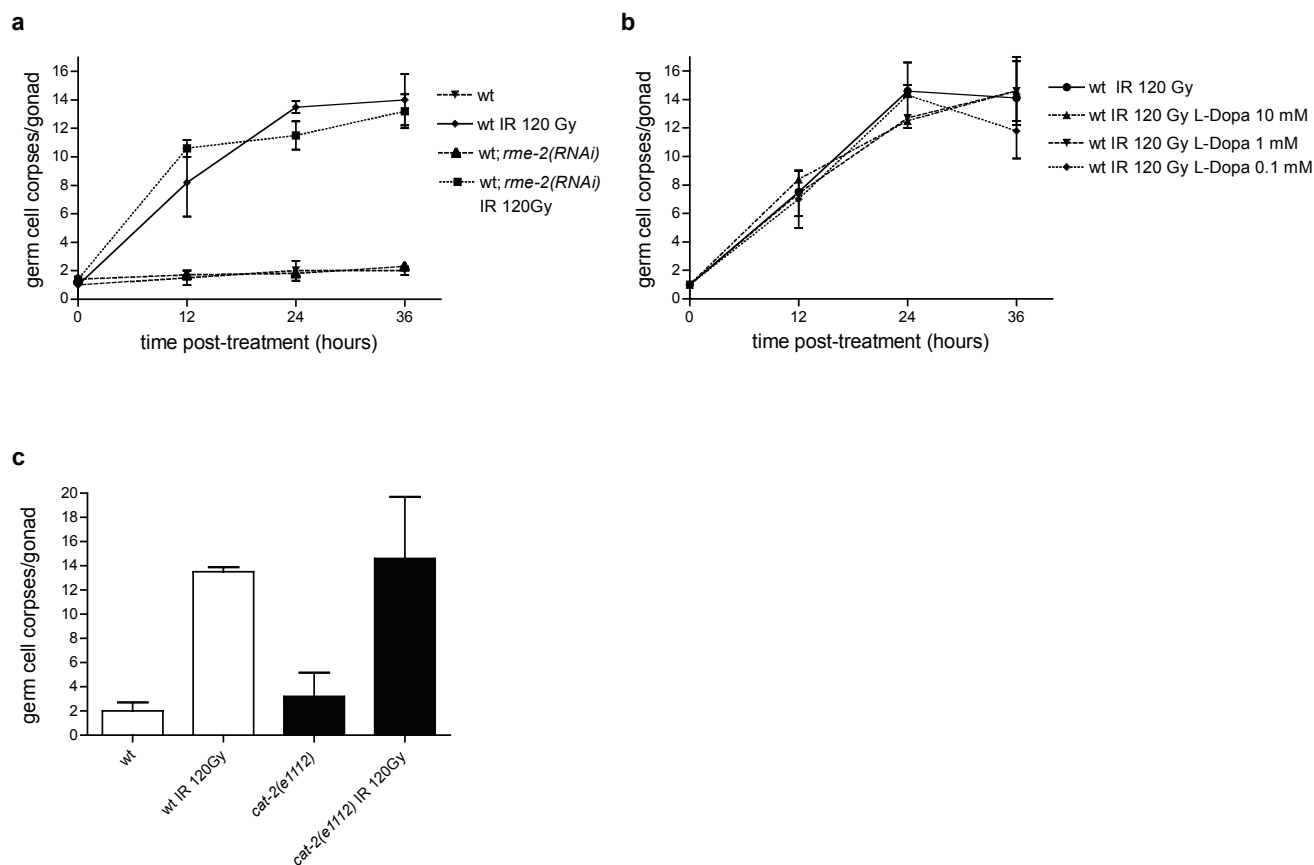 a
germ cell corpses/gonad
16
14
12
10
8
6
4
2
0
0 12 24 36
time post-treatment (hours)
wt
wt IR 120 Gy
wt; rme-2(RNAi)
wt; rme-2(RNAi)
IR 120Gy
b
germ cell corpses/gonad
16
14
12
10
8
6
4
2
0
0 12 24 36
time post-treatment (hours)
wt IR 120 Gy
wt IR 120 Gy L-Dopa 10 mM
wt IR 120 Gy L-Dopa 1 mM
wt IR 120 Gy L-Dopa 0.1 mM
c
germ cell corpses/gonad
20
18
16
14
12
10
8
6
4
2
0
wt
wt IR 120Gy
cat-2(e1112)
cat-2(e1112) IR 120Gy